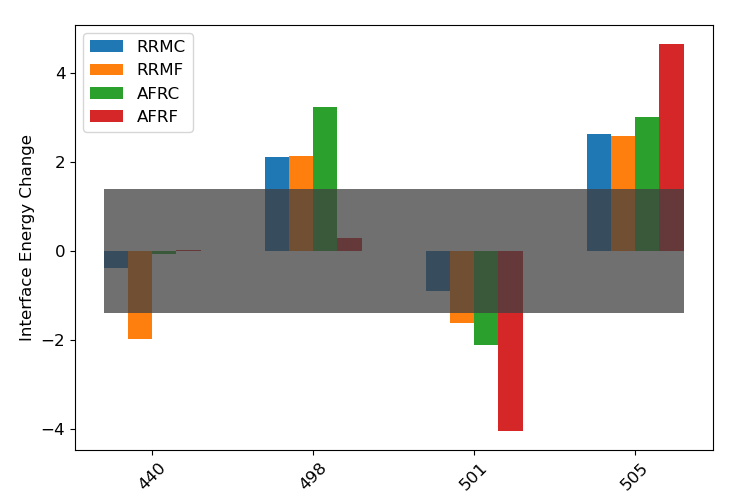 RRMC
RRMF
AFRC
AFRF
Interface Energy Change
4
2
0
−2
−4
440
498
501
505